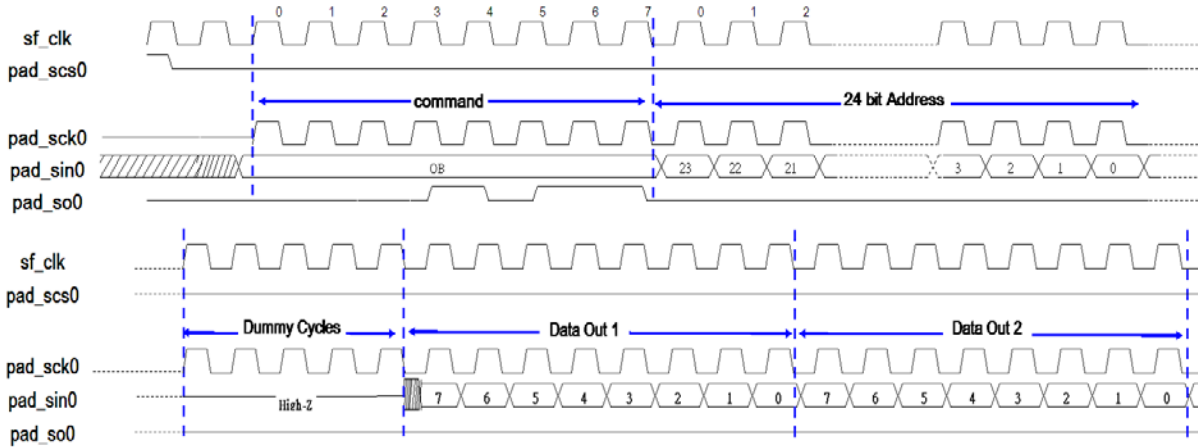 0 1 2 3 4 5 6 7 0 1 2
sf_clk
pad_scs0
command 24 bit Address
pad_sck0
pad_sin0 OB 23 22 21 3 2 1 0
pad_so0
sf_clk
pad_scs0
Dummy Cycles Data Out 1 Data Out 2
pad_sck0
pad_sin0 High-Z 7 6 5 4 3 2 1 0 7 6 5 4 3 2 1 0
pad_so0